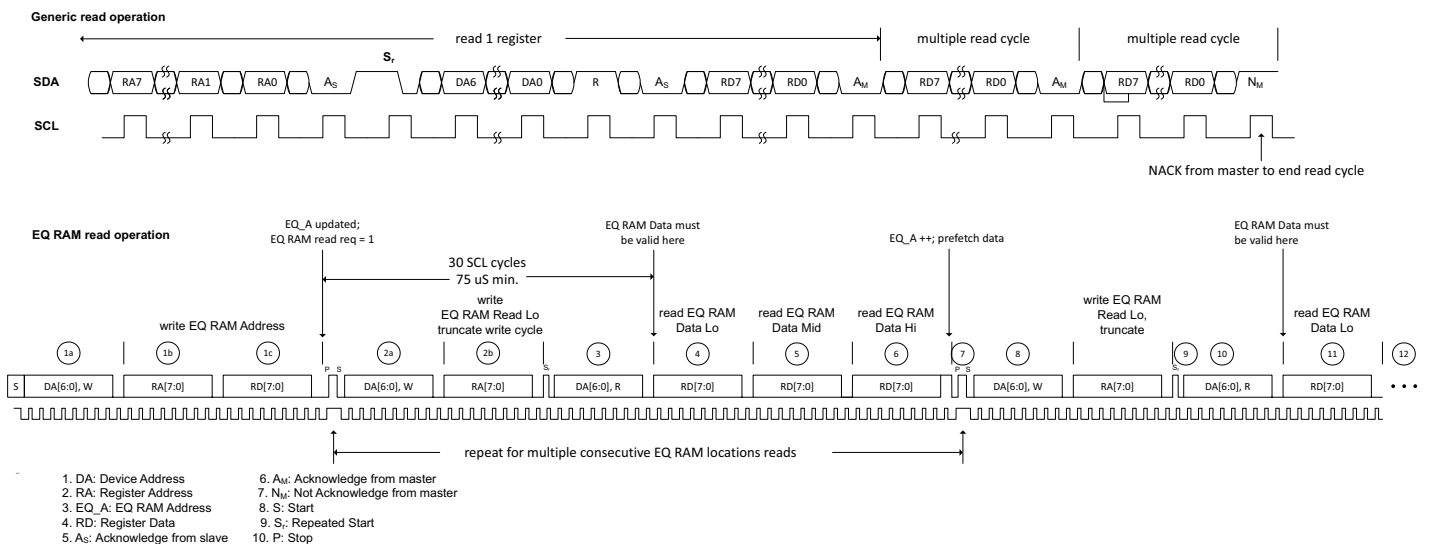 Generic read operation
read 1 register
multiple read cycle
multiple read cycle
Sr
SDA
RA7 RA1 RA0 AS DA6 DA0 R AS RD7 RD0 AM RD7 RD0 AM RD7 RD0 NM
SCL
NACK from master to end read cycle
EQ RAM read operation
EQ_A updated;
EQ RAM read req = 1
EQ RAM Data must
be valid here
EQ_A ++; prefetch data
EQ RAM Data must
be valid here
30 SCL cycles
75 uS min.
write EQ RAM Address
write
EQ RAM Read Lo
truncate write cycle
read EQ RAM
Data Lo
read EQ RAM
Data Mid
read EQ RAM
Data Hi
write EQ RAM
Read Lo,
truncate
read EQ RAM
Data Lo
1a 1b 1c 2a 2b 3 4 5 6 7 8 9 10 11 12
P S Sr P S Sr
S DA[6:0], W RA[7:0] RD[7:0] DA[6:0], W RA[7:0] DA[6:0], R RD[7:0] RD[7:0] RD[7:0] DA[6:0], W RA[7:0] DA[6:0], R RD[7:0] • • •
repeat for multiple consecutive EQ RAM locations reads
1. DA: Device Address
2. RA: Register Address
3. EQ_A: EQ RAM Address
4. RD: Register Data
5. AS: Acknowledge from slave
6. AM: Acknowledge from master
7. NM: Not Acknowledge from master
8. S: Start
9. Sr: Repeated Start
10. P: Stop